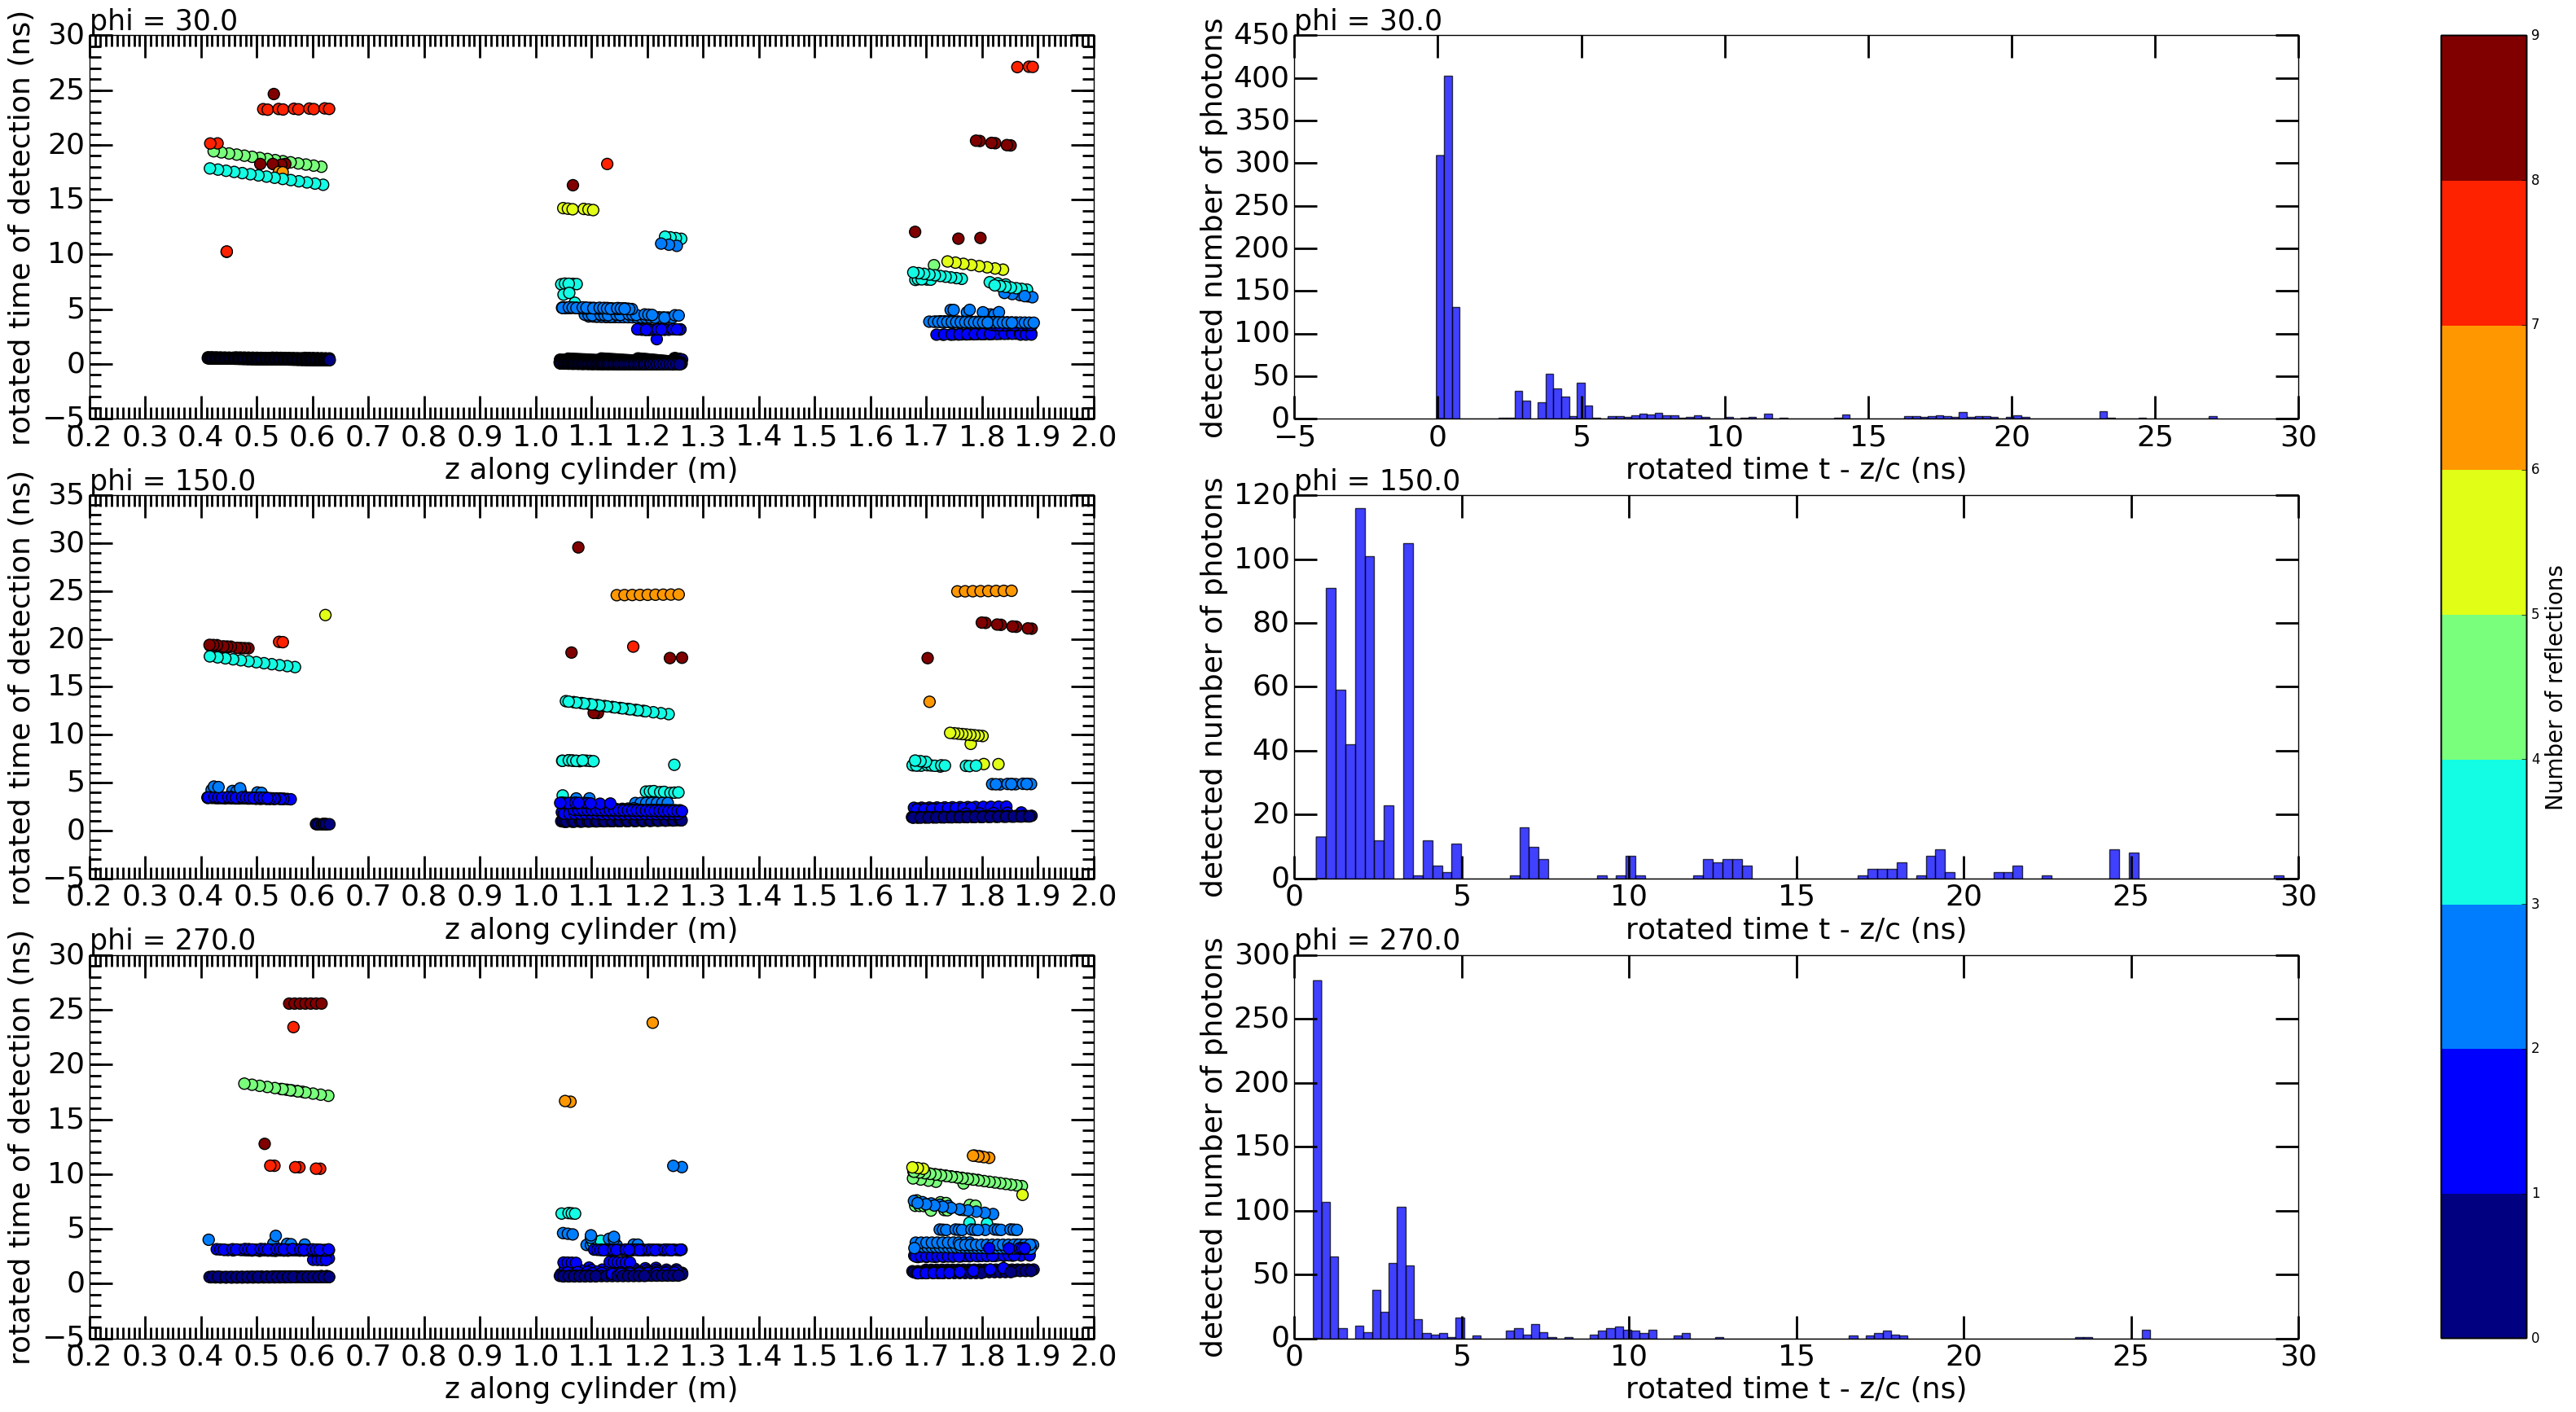 phi = 30.0
rotated time of detection (ns)
30
25
20
15
10
5
0
−5
0.2 0.3 0.4 0.5 0.6 0.7 0.8 0.9 1.0 1.1 1.2 1.3 1.4 1.5 1.6 1.7 1.8 1.9 2.0
z along cylinder (m)
phi = 30.0
detected number of photons
450
400
350
300
250
200
150
100
50
0
−5 0 5 10 15 20 25 30
rotated time t - z/c (ns)
phi = 150.0
rotated time of detection (ns)
35
30
25
20
15
10
5
0
−5
0.2 0.3 0.4 0.5 0.6 0.7 0.8 0.9 1.0 1.1 1.2 1.3 1.4 1.5 1.6 1.7 1.8 1.9 2.0
z along cylinder (m)
phi = 150.0
detected number of photons
120
100
80
60
40
20
0
0 5 10 15 20 25 30
rotated time t - z/c (ns)
phi = 270.0
rotated time of detection (ns)
30
25
20
15
10
5
0
−5
0.2 0.3 0.4 0.5 0.6 0.7 0.8 0.9 1.0 1.1 1.2 1.3 1.4 1.5 1.6 1.7 1.8 1.9 2.0
z along cylinder (m)
phi = 270.0
detected number of photons
300
250
200
150
100
50
0
0 5 10 15 20 25 30
rotated time t - z/c (ns)
9
8
7
6
5
4
3
2
1
0
Number of reflections